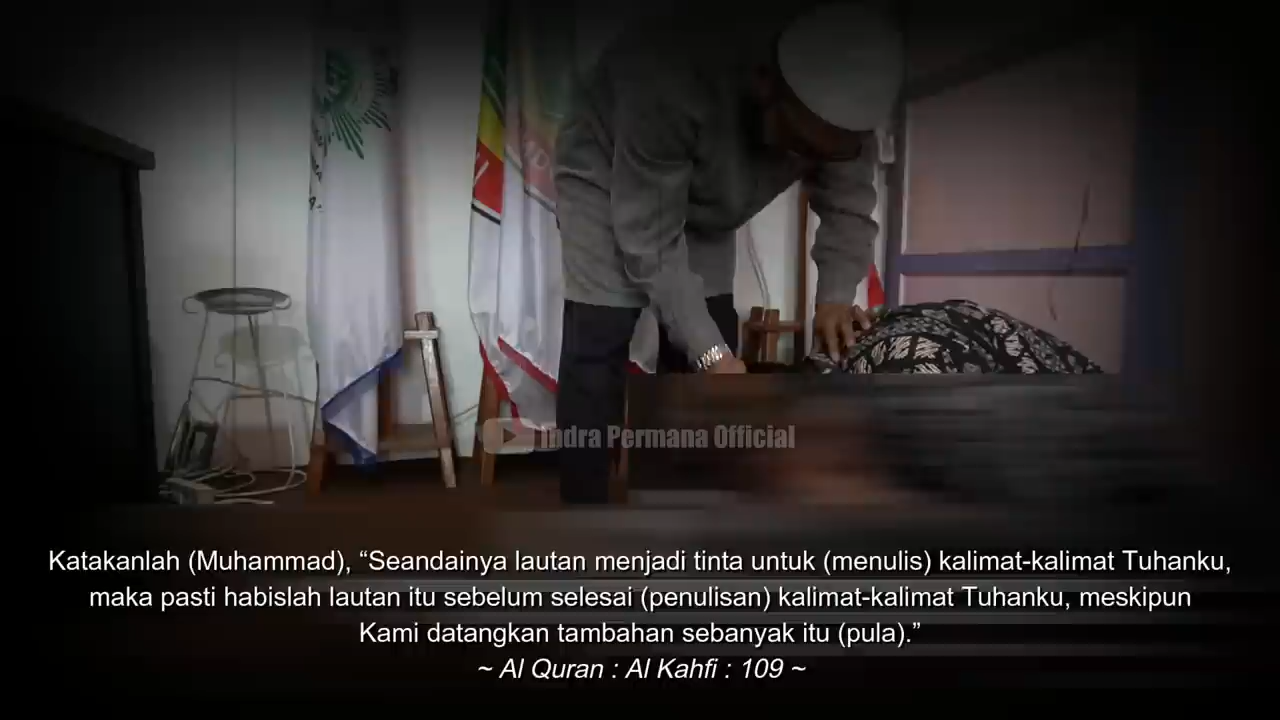 Indra Permana Official
Katakanlah (Muhammad), “Seandainya lautan menjadi tinta untuk (menulis) kalimat-kalimat Tuhanku,
maka pasti habislah lautan itu sebelum selesai (penulisan) kalimat-kalimat Tuhanku, meskipun
Kami datangkan tambahan sebanyak itu (pula).”
~ Al Quran : Al Kahfi : 109 ~